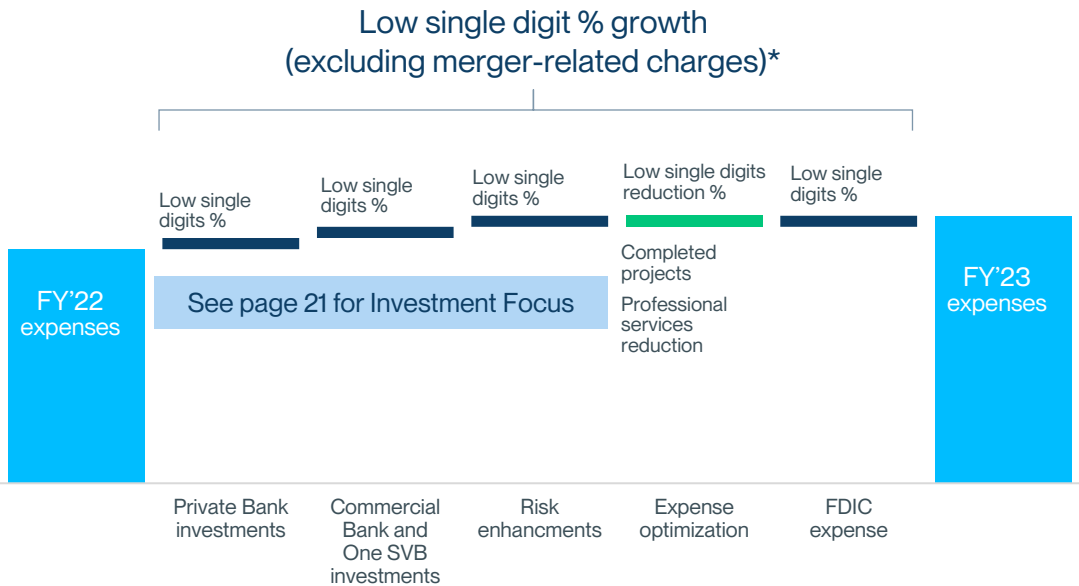 Low single digit % growth
(excluding merger-related charges)*
Low single
digits %
Low single
digits %
Low single
digits %
Low single digits
reduction %
Low single
digits %
Completed
projects
Professional
services
reduction
See page 21 for Investment Focus
FY'22
expenses
FY'23
expenses
Private Bank
investments
Commercial
Bank and
One SVB
investments
Risk
enhancments
Expense
optimization
FDIC
expense